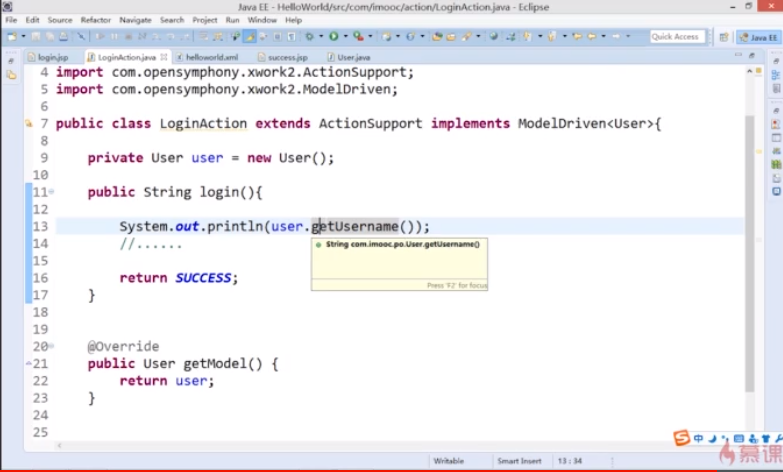 Java EE - HelloWorld/src/com/imooc/action/LoginAction.java - Eclipse
File Edit Source Refactor Navigate Search Project Run Window Help
Quick Access
Java EE
login.jsp LoginAction.java helloworld.xml success.jsp User.java
4 import com.opensymphony.xwork2.ActionSupport;
5 import com.opensymphony.xwork2.ModelDriven;
6
7 public class LoginAction extends ActionSupport implements ModelDriven<User>{
8
9 private User user = new User();
10
11 public String login(){
12
13 System.out.println(user.getUsername());
String com.imooc.po.User.getUsername()
Press 'F2' for focus
14 //......
15
16 return SUCCESS;
17 }
18
19
20 @Override
21 public User getModel() {
22 return user;
23 }
24
25
中
慕课
Writable Smart Insert 13 : 34